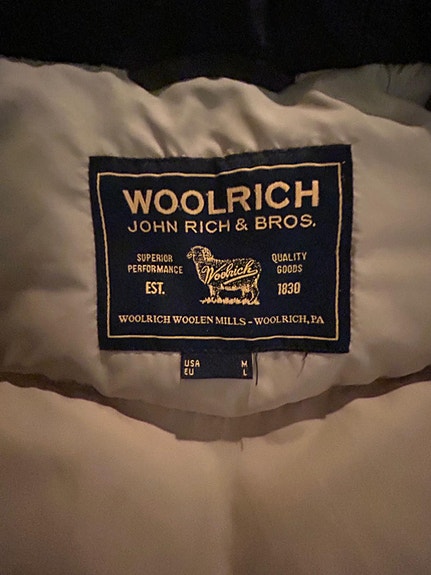 WOOLRICH
JOHN RICH & BROS.
SUPERIOR
PERFORMANCE
EST.
Woolrich
QUALITY
GOODS
1830
WOOLRICH WOOLEN MILLS - WOOLRICH, PA
USA M
EU L